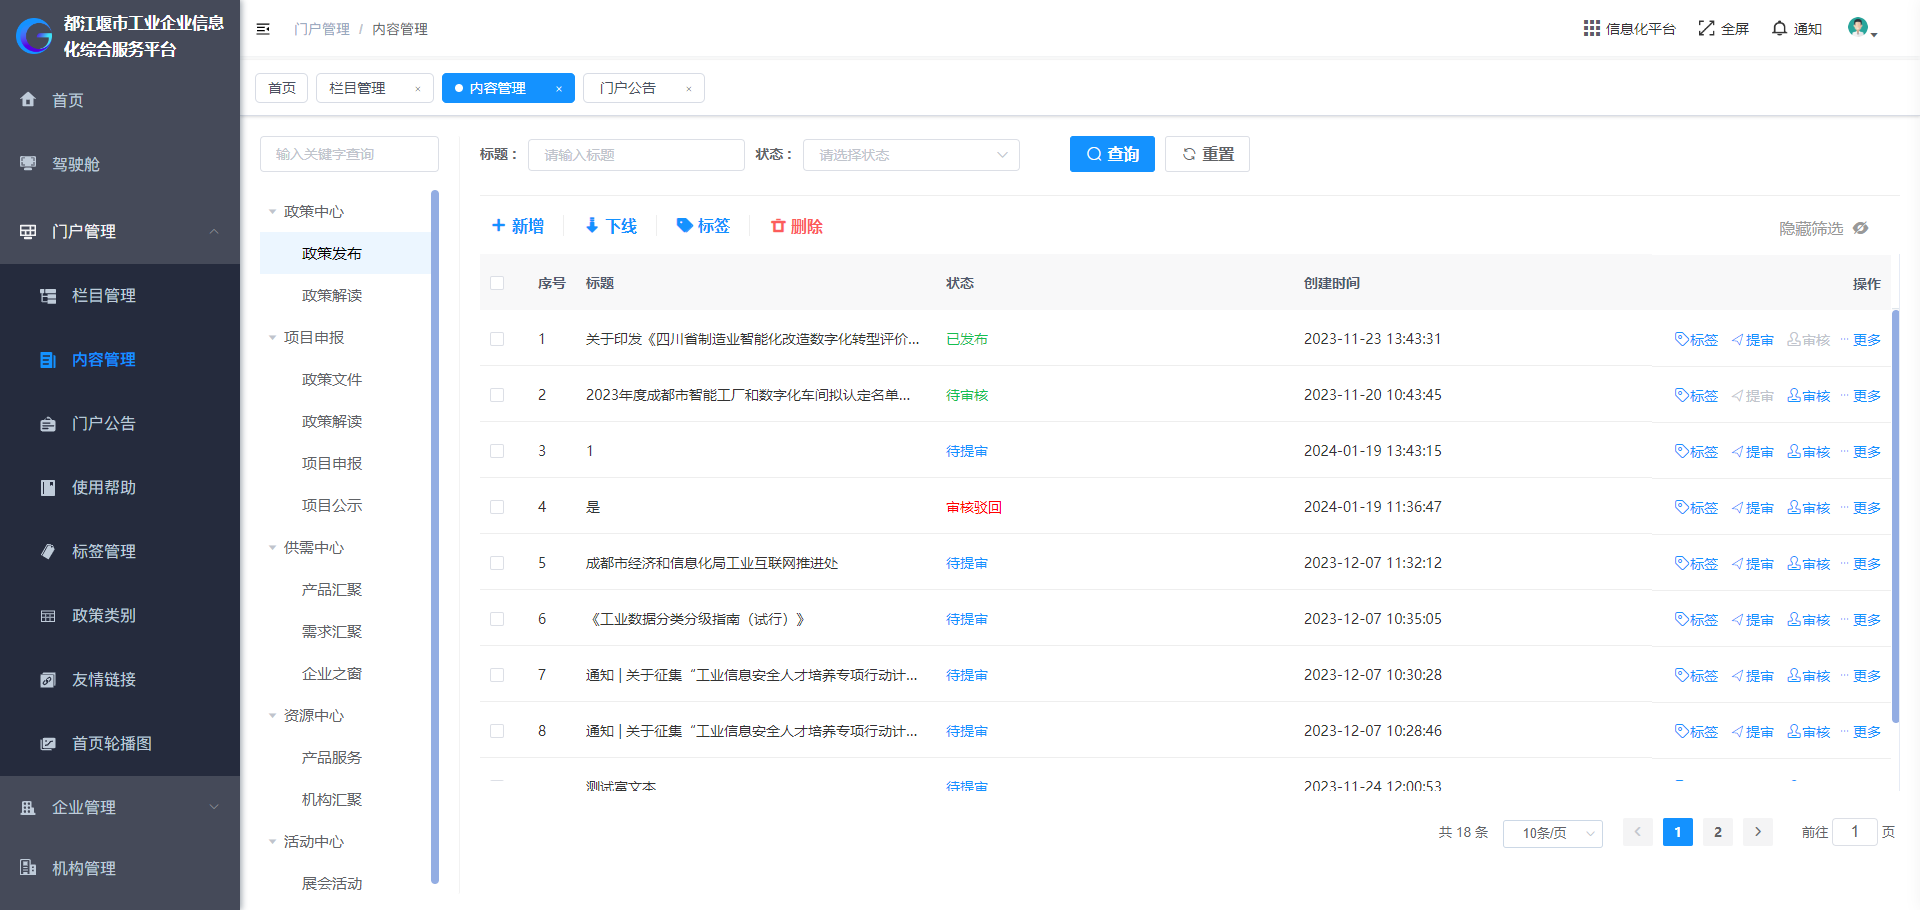 都江堰市工业企业信息
化综合服务平台
首页
驾驶舱
门户管理
栏目管理
内容管理
门户公告
使用帮助
标签管理
政策类别
友情链接
首页轮播图
企业管理
机构管理
门户管理 / 内容管理
信息化平台 全屏 通知
首页 栏目管理 × 内容管理 × 门户公告 ×
输入关键字查询
政策中心
政策发布
政策解读
项目申报
政策文件
政策解读
项目申报
项目公示
供需中心
产品汇聚
需求汇聚
企业之窗
资源中心
产品服务
机构汇聚
活动中心
展会活动
标题： 请输入标题 状态： 请选择状态 查询 重置
新增 下线 标签 删除 隐藏筛选
序号 标题 状态 创建时间 操作
1 关于印发《四川省制造业智能化改造数字化转型评价... 已发布 2023-11-23 13:43:31 标签 提审 审核 ··· 更多
2 2023年度成都市智能工厂和数字化车间拟认定名单... 待审核 2023-11-20 10:43:45 标签 提审 审核 ··· 更多
3 1 待提审 2024-01-19 13:43:15 标签 提审 审核 ··· 更多
4 是 审核驳回 2024-01-19 11:36:47 标签 提审 审核 ··· 更多
5 成都市经济和信息化局工业互联网推进处 待提审 2023-12-07 11:32:12 标签 提审 审核 ··· 更多
6 《工业数据分类分级指南（试行）》 待提审 2023-12-07 10:35:05 标签 提审 审核 ··· 更多
7 通知 | 关于征集“工业信息安全人才培养专项行动计... 待提审 2023-12-07 10:30:28 标签 提审 审核 ··· 更多
8 通知 | 关于征集“工业信息安全人才培养专项行动计... 待提审 2023-12-07 10:28:46 标签 提审 审核 ··· 更多
测试富文本 待提审 2023-11-24 12:00:53
共 18 条 10条/页 1 2 前往 1 页